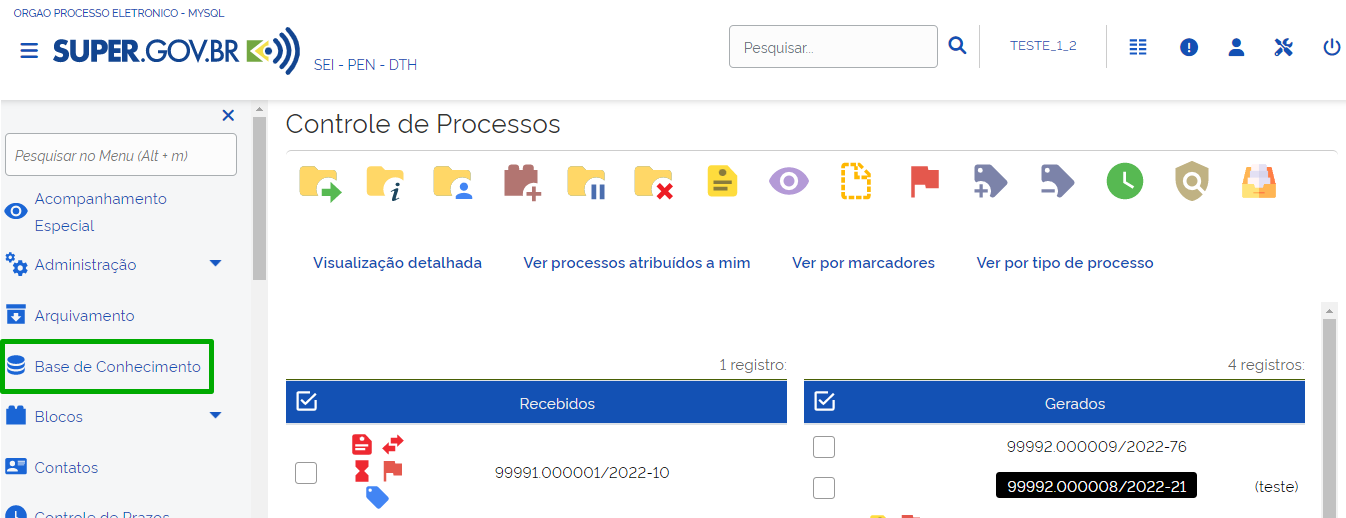 ORGAO PROCESSO ELETRONICO - MYSQL
SUPER.GOV.BR
SEI - PEN - DTH
Pesquisar...
TESTE_1_2
Pesquisar no Menu (Alt + m)
Acompanhamento
Especial
Administração
Arquivamento
Base de Conhecimento
Blocos
Contatos
Controle de Prazos
Controle de Processos
Visualização detalhada
Ver processos atribuídos a mim
Ver por marcadores
Ver por tipo de processo
1 registro:
Recebidos
99991.000001/2022-10
4 registros:
Gerados
99992.000009/2022-76
99992.000008/2022-21
(teste)